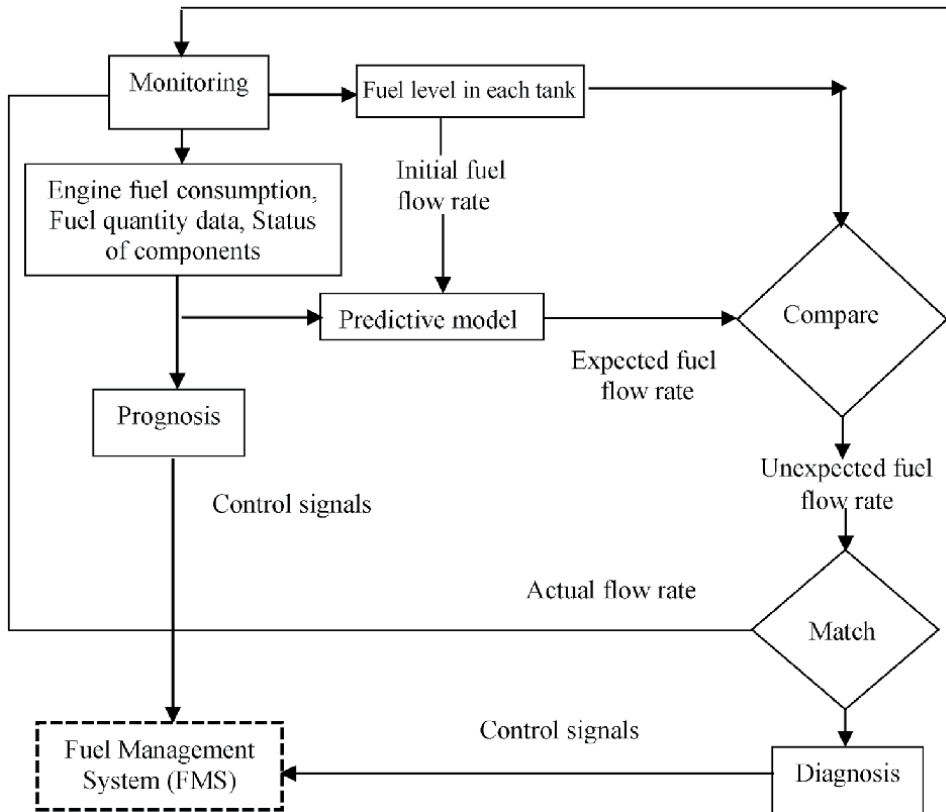 Monitoring
Fuel level in each tank
Initial fuel
flow rate
Engine fuel consumption,
Fuel quantity data, Status
of components
Predictive model
Compare
Expected fuel
flow rate
Prognosis
Unexpected fuel
flow rate
Control signals
Actual flow rate
Match
Control signals
Fuel Management
System (FMS)
Diagnosis